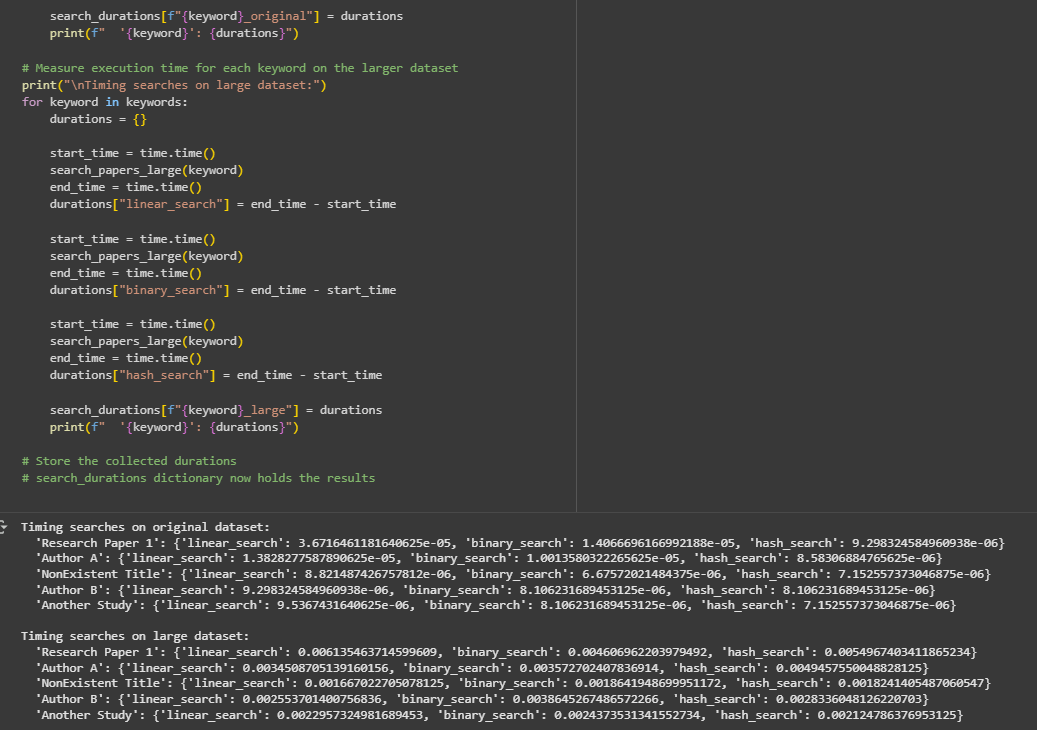 search_durations[f"{keyword}_original"] = durations
print(f"  '{keyword}': {durations}")
# Measure execution time for each keyword on the larger dataset
print("\nTiming searches on large dataset:")
for keyword in keywords:
durations = {}
start_time = time.time()
search_papers_large(keyword)
end_time = time.time()
durations["linear_search"] = end_time - start_time
start_time = time.time()
search_papers_large(keyword)
end_time = time.time()
durations["binary_search"] = end_time - start_time
start_time = time.time()
search_papers_large(keyword)
end_time = time.time()
durations["hash_search"] = end_time - start_time
search_durations[f"{keyword}_large"] = durations
print(f"  '{keyword}': {durations}")
# Store the collected durations
# search_durations dictionary now holds the results
Timing searches on original dataset:
'Research Paper 1': {'linear_search': 3.6716461181640625e-05, 'binary_search': 1.4066696166992188e-05, 'hash_search': 9.298324584960938e-06}
'Author A': {'linear_search': 1.3828277587890625e-05, 'binary_search': 1.0013580322265625e-05, 'hash_search': 8.58306884765625e-06}
'NonExistent Title': {'linear_search': 8.821487426757812e-06, 'binary_search': 6.67572021484375e-06, 'hash_search': 7.152557373046875e-06}
'Author B': {'linear_search': 9.298324584960938e-06, 'binary_search': 8.106231689453125e-06, 'hash_search': 8.106231689453125e-06}
'Another Study': {'linear_search': 9.5367431640625e-06, 'binary_search': 8.106231689453125e-06, 'hash_search': 7.152557373046875e-06}
Timing searches on large dataset:
'Research Paper 1': {'linear_search': 0.006135463714599609, 'binary_search': 0.004606962203979492, 'hash_search': 0.0054967403411865234}
'Author A': {'linear_search': 0.0034508705139160156, 'binary_search': 0.003572702407836914, 'hash_search': 0.0049457550048828125}
'NonExistent Title': {'linear_search': 0.0016670227050​78125, 'binary_search': 0.0018641948699951172, 'hash_search': 0.0018241405487060547}
'Author B': {'linear_search': 0.002553701400756836, 'binary_search': 0.0038645267486572266, 'hash_search': 0.0028336048126220703}
'Another Study': {'linear_search': 0.0022957324981689453, 'binary_search': 0.0024373531341552734, 'hash_search': 0.002124786376953125}